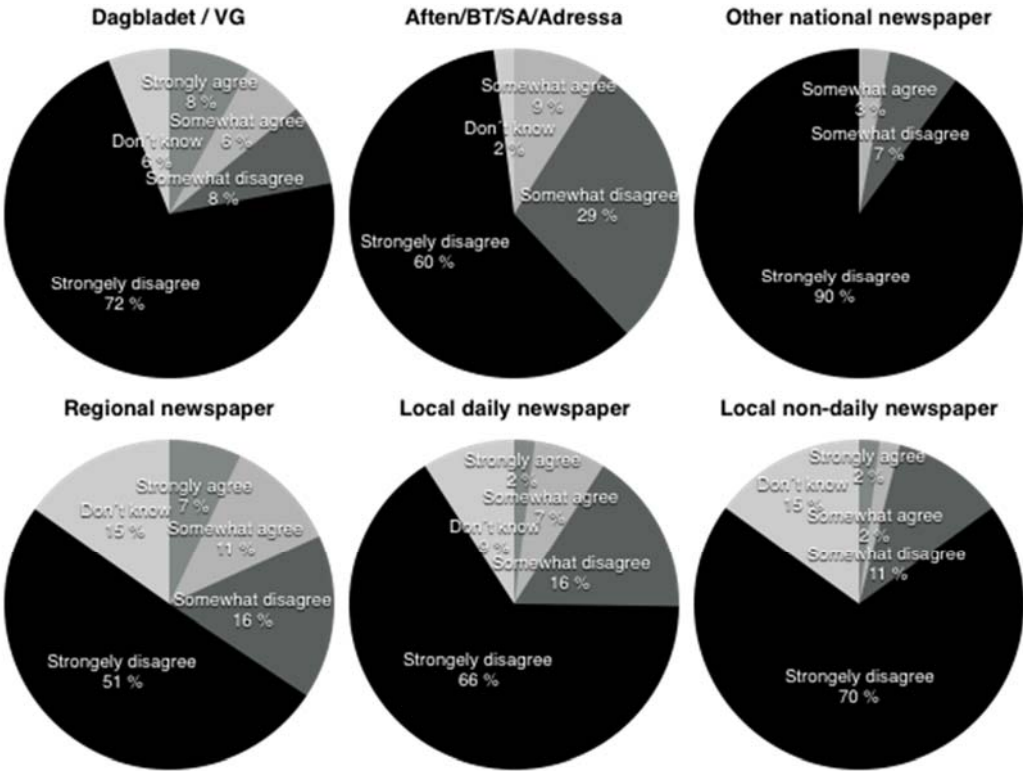 Dagbladet / VG
Strongly agree
8 %
Somewhat agree
6 %
Don´t know
6 %
Somewhat disagree
8 %
Strongely disagree
72 %
Aften/BT/SA/Adressa
Somewhat agree
9 %
Don´t know
2 %
Somewhat disagree
29 %
Strongely disagree
60 %
Other national newspaper
Somewhat agree
3 %
Somewhat disagree
7 %
Strongely disagree
90 %
Regional newspaper
Strongly agree
7 %
Don´t know
15 %
Somewhat agree
11 %
Somewhat disagree
16 %
Strongely disagree
51 %
Local daily newspaper
Strongly agree
2 %
Somewhat agree
7 %
Don´t know
9 %
Somewhat disagree
16 %
Strongely disagree
66 %
Local non-daily newspaper
Strongly agree
2 %
Don´t know
15 %
Somewhat agree
2 %
Somewhat disagree
11 %
Strongely disagree
70 %